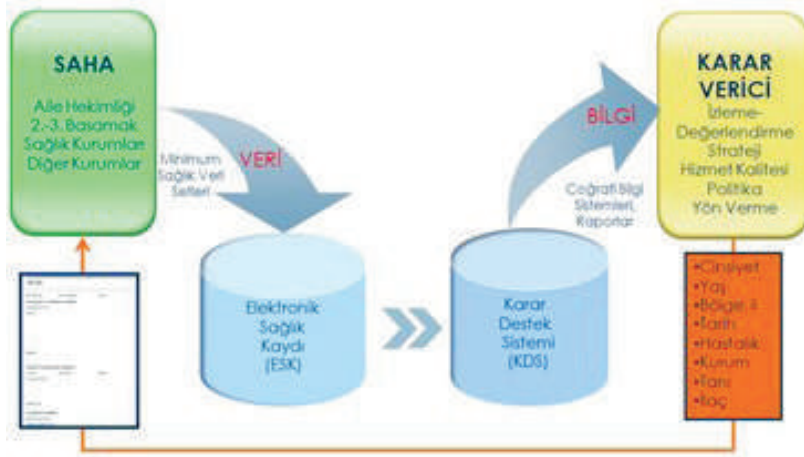 SAHA
Aile Hekimliği
2.-3. Basamak
Sağlık Kurumları
Diğer Kurumlar
VERİ
Minimum
Sağlık Veri
Setleri
Elektronik
Sağlık
Kaydı
(ESK)
Karar
Destek
Sistemi
(KDS)
BİLGİ
Coğrafi Bilgi
Sistemleri,
Raporlar
KARAR
VERİCİ
İzleme-
Değerlendirme
Strateji
Hizmet Kalitesi
Politika
Yön Verme
•Cinsiyet
•Yaş
•Bölge, İl
•Tarih
•Hastalık
•Kurum
•Tanı
•İlaç